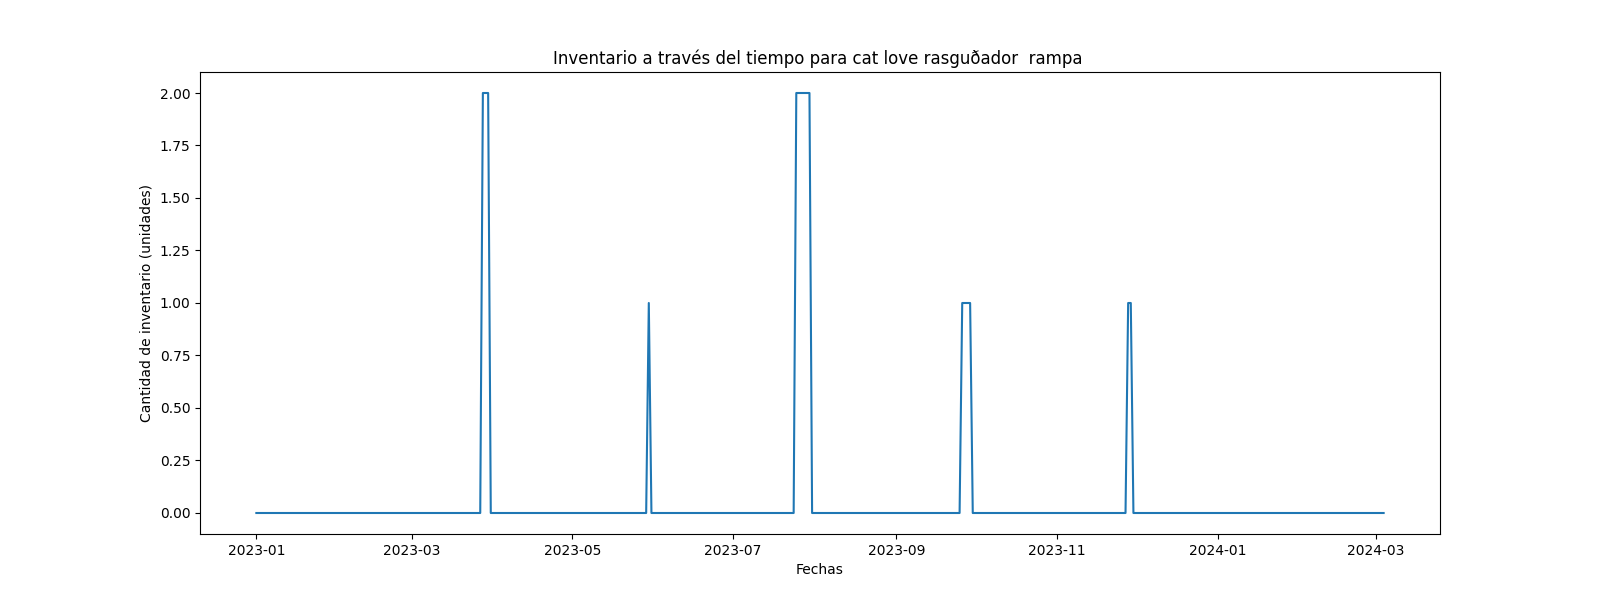 Inventario a través del tiempo para cat love rasguðador  rampa
2.00
1.75
1.50
1.25
1.00
0.75
0.50
0.25
0.00
Cantidad de inventario (unidades)
2023-01 2023-03 2023-05 2023-07 2023-09 2023-11 2024-01 2024-03
Fechas